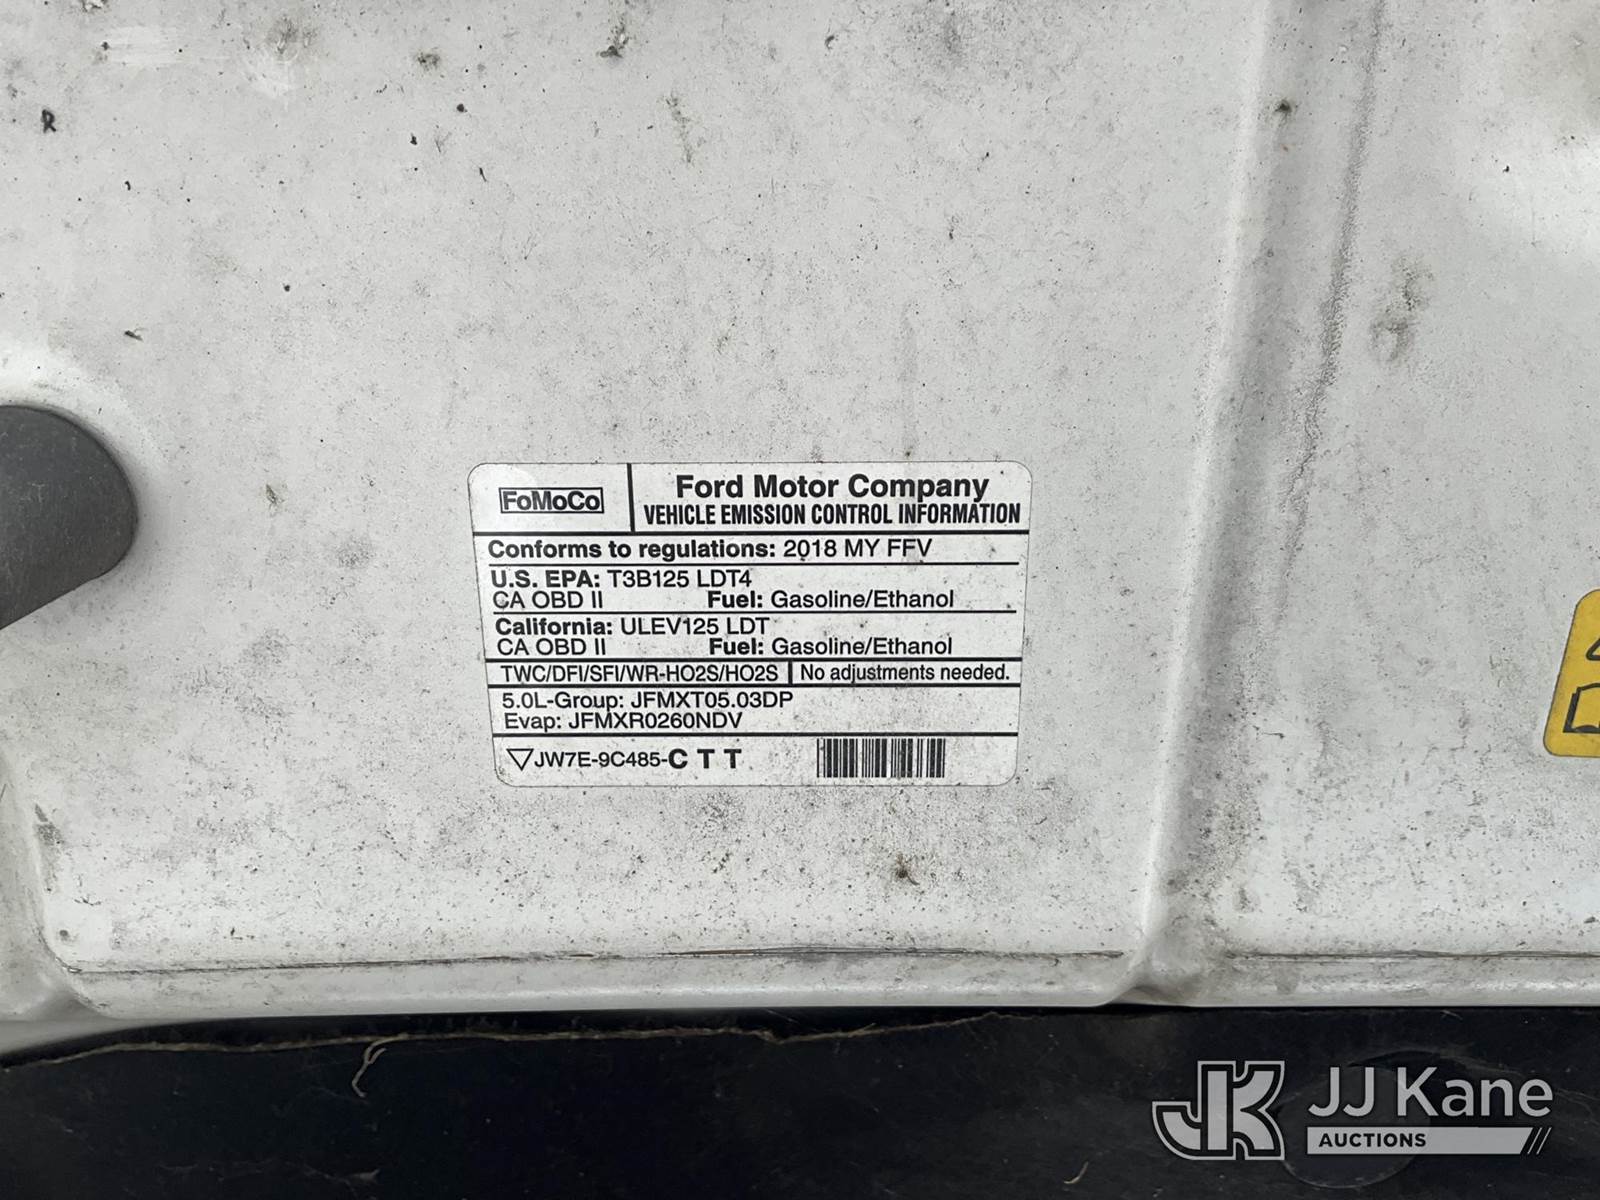 FoMoCo
Ford Motor Company
VEHICLE EMISSION CONTROL INFORMATION
Conforms to regulations: 2018 MY FFV
U.S. EPA: T3B125 LDT4
CA OBD II Fuel: Gasoline/Ethanol
California: ULEV125 LDT
CA OBD II Fuel: Gasoline/Ethanol
TWC/DFI/SFI/WR-HO2S/HO2S No adjustments needed.
5.0L-Group: JFMXT05.03DP
Evap: JFMXR0260NDV
JW7E-9C485-C T T
JK JJ Kane
AUCTIONS